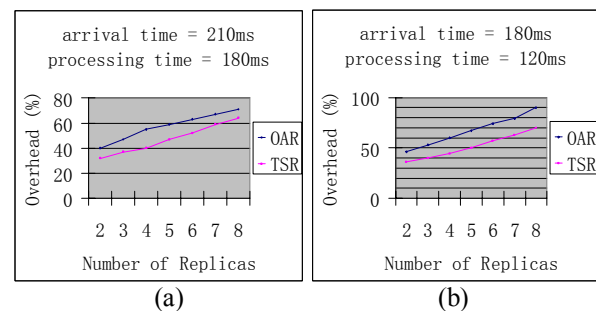 arrival time = 210ms
processing time = 180ms
Overhead (%)
80
60
40
20
0
2 3 4 5 6 7 8
Number of Replicas
OAR
TSR
(a)
arrival time = 180ms
processing time = 120ms
Overhead (%)
100
50
0
2 3 4 5 6 7 8
Number of Replicas
OAR
TSR
(b)